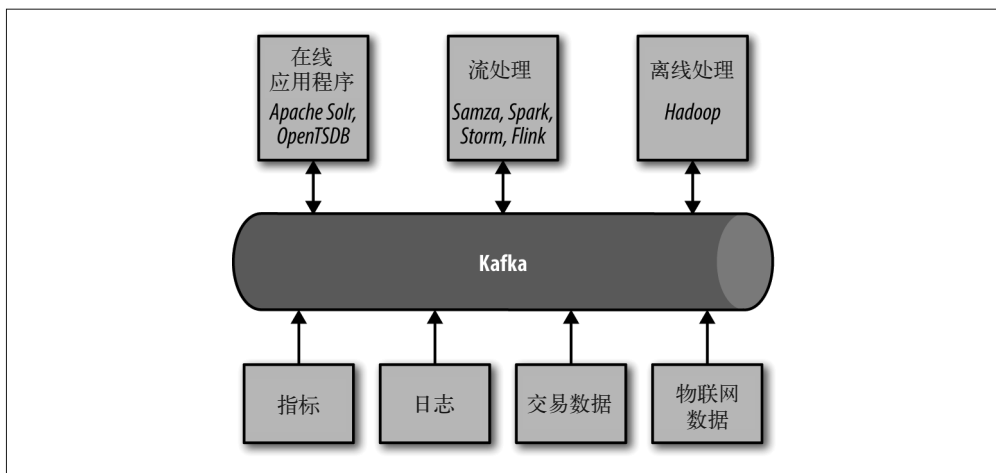 在线
应用程序
Apache Solr,
OpenTSDB
流处理
Samza, Spark,
Storm, Flink
离线处理
Hadoop
Kafka
指标
日志
交易数据
物联网
数据